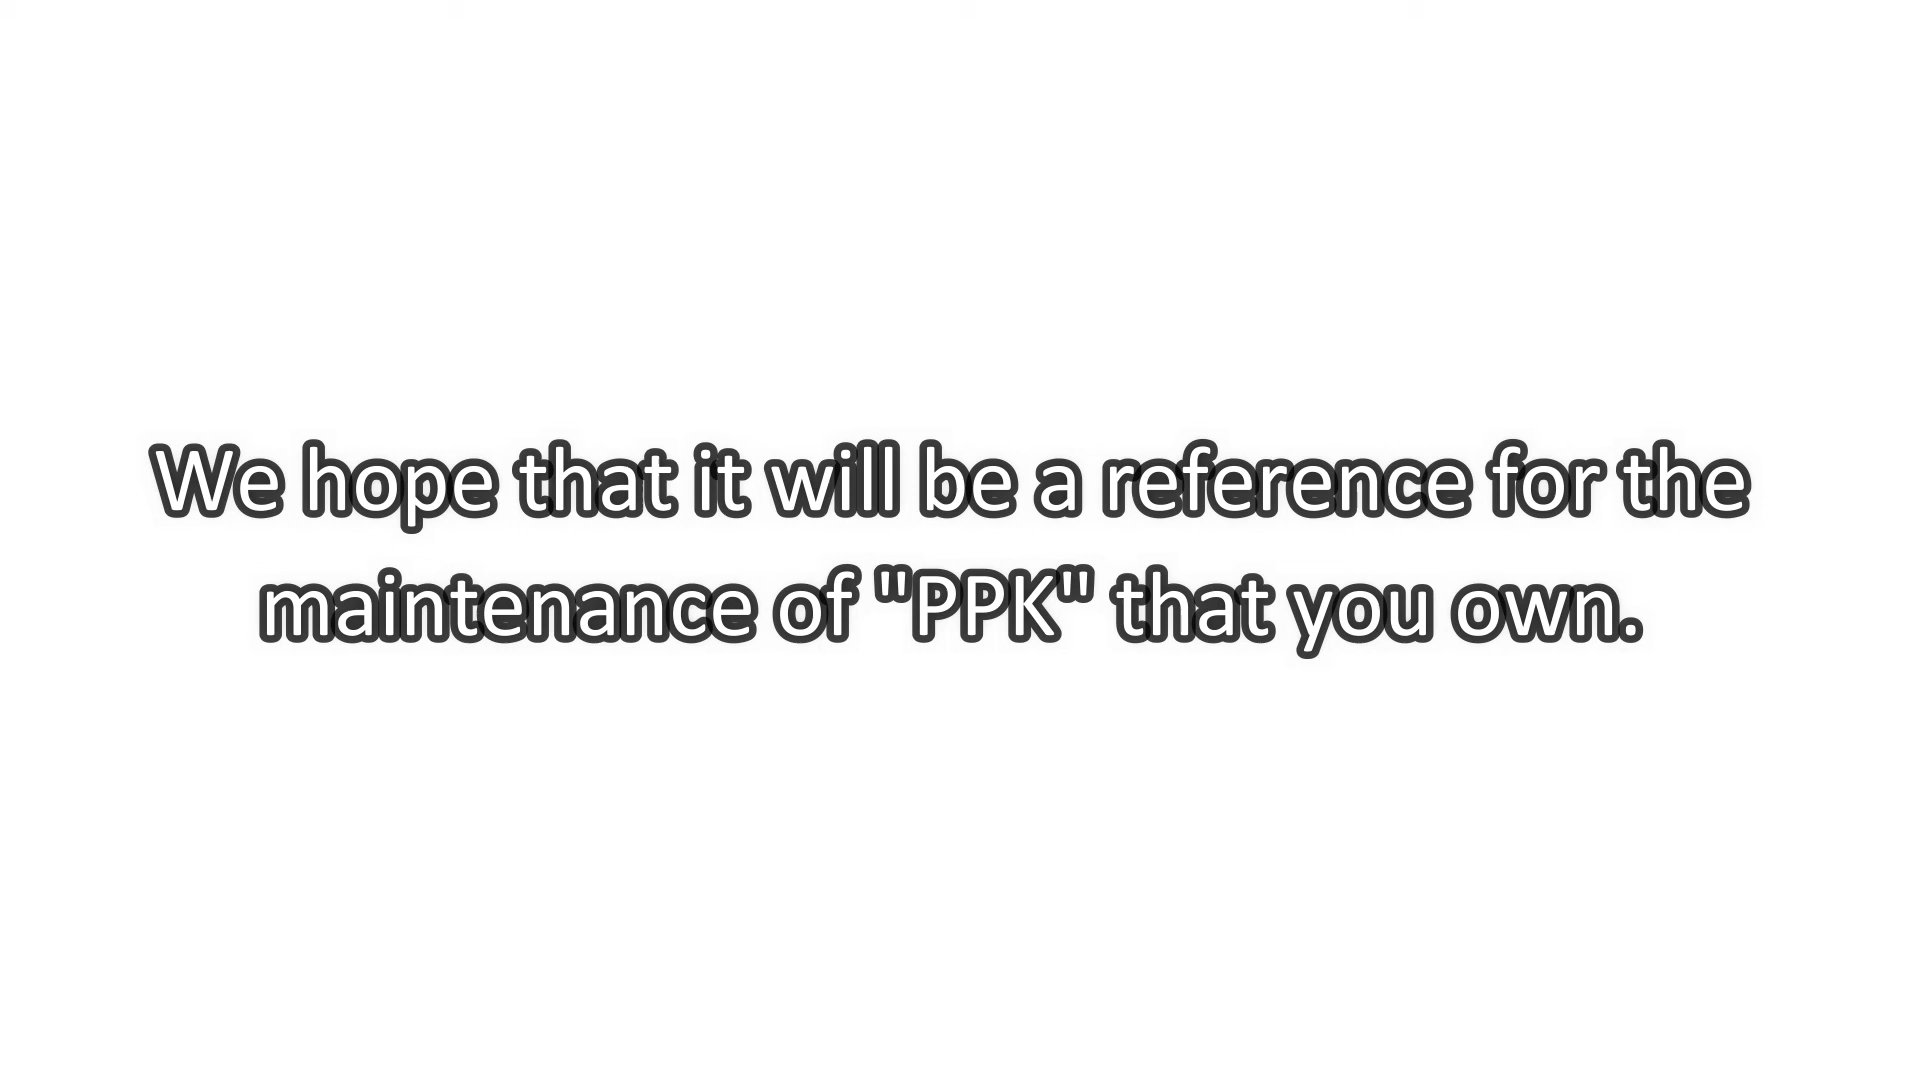 We hope that it will be a reference for the
maintenance of "PPK" that you own.